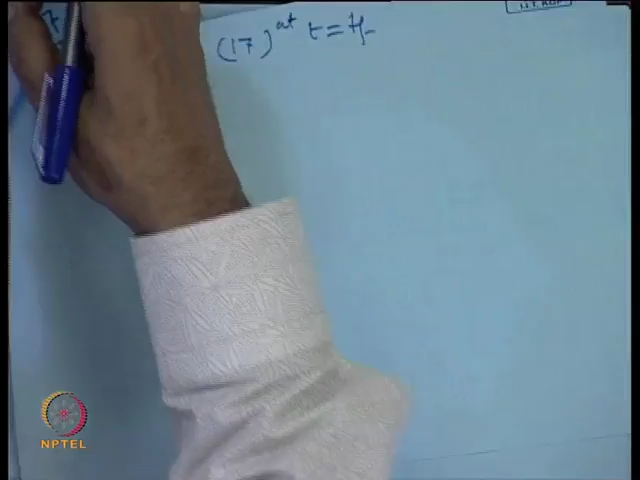 (17) at t = H-
NPTEL